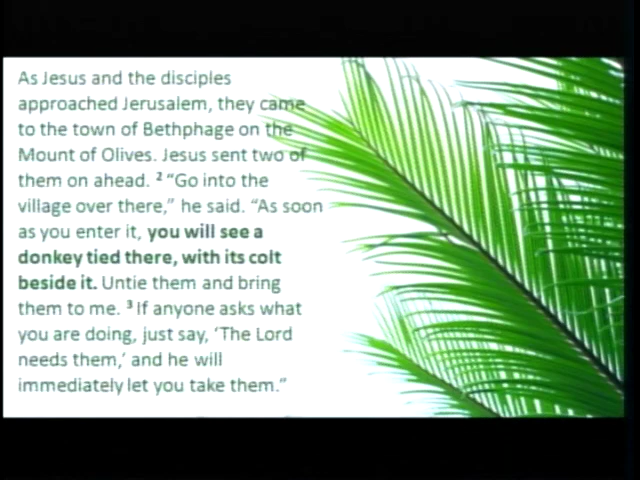 As Jesus and the disciples
approached Jerusalem, they came
to the town of Bethphage on the
Mount of Olives. Jesus sent two of
them on ahead. ² “Go into the
village over there,” he said. “As soon
as you enter it, you will see a
donkey tied there, with its colt
beside it. Untie them and bring
them to me. ³ If anyone asks what
you are doing, just say, ‘The Lord
needs them,’ and he will
immediately let you take them.”